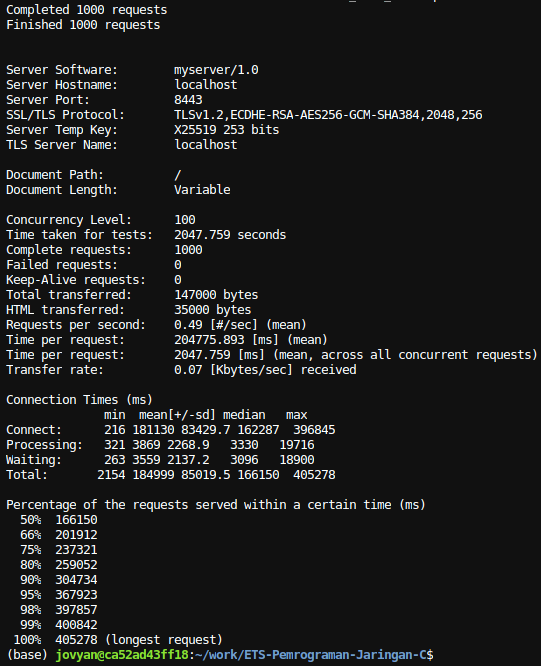 Completed 1000 requests
Finished 1000 requests
Server Software:        myserver/1.0
Server Hostname:        localhost
Server Port:            8443
SSL/TLS Protocol:       TLSv1.2,ECDHE-RSA-AES256-GCM-SHA384,2048,256
Server Temp Key:        X25519 253 bits
TLS Server Name:        localhost
Document Path:          /
Document Length:        Variable
Concurrency Level:      100
Time taken for tests:   2047.759 seconds
Complete requests:      1000
Failed requests:        0
Keep-Alive requests:    0
Total transferred:      147000 bytes
HTML transferred:       35000 bytes
Requests per second:    0.49 [#/sec] (mean)
Time per request:       204775.893 [ms] (mean)
Time per request:       2047.759 [ms] (mean, across all concurrent requests)
Transfer rate:          0.07 [Kbytes/sec] received
Connection Times (ms)
              min  mean[+/-sd] median   max
Connect:      216 181130 83429.7 162287  396845
Processing:   321 3869 2268.9   3330   19716
Waiting:      263 3559 2137.2   3096   18900
Total:       2154 184999 85019.5 166150  405278
Percentage of the requests served within a certain time (ms)
  50%  166150
  66%  201912
  75%  237321
  80%  259052
  90%  304734
  95%  367923
  98%  397857
  99%  400842
 100%  405278 (longest request)
(base) jovyan@ca52ad43ff18:~/work/ETS-Pemrograman-Jaringan-C$